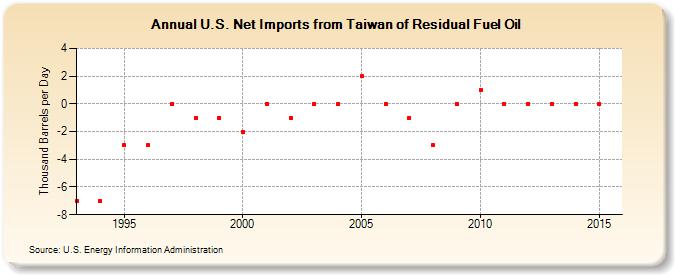 Annual U.S. Net Imports from Taiwan of Residual Fuel Oil
Thousand Barrels per Day
4
2
0
-2
-4
-6
-8
1995 2000 2005 2010 2015
Source: U.S. Energy Information Administration